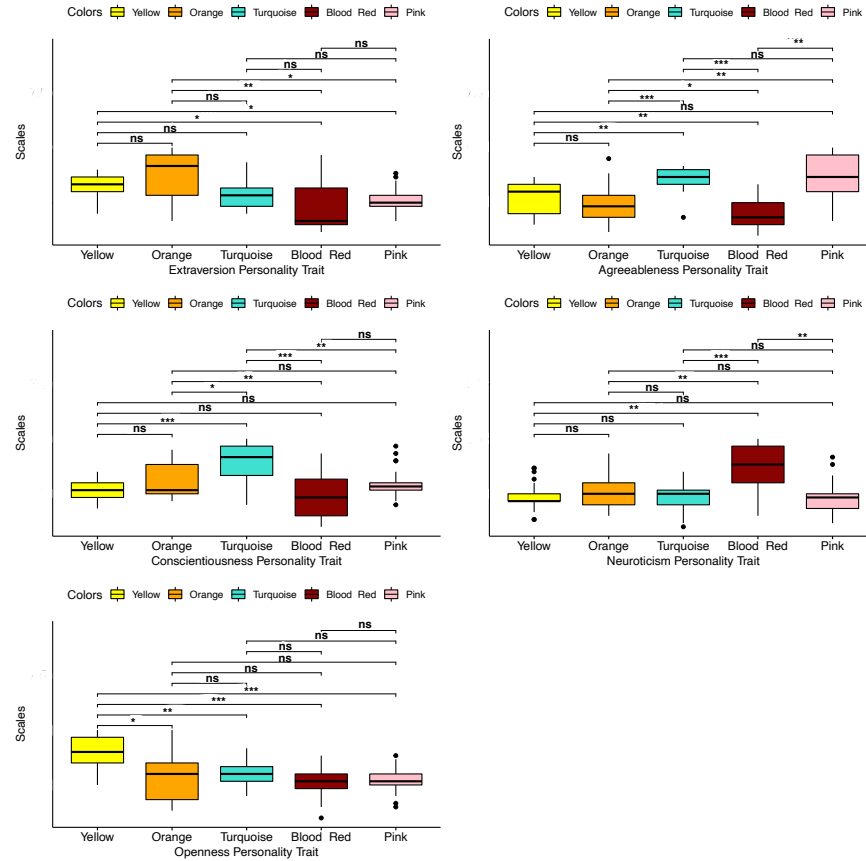 Colors Yellow Orange Turquoise Blood Red Pink
ns
ns
ns
*
**
ns
*
*
ns
ns
Scales
Yellow Orange Turquoise Blood Red Pink
Extraversion Personality Trait
Colors Yellow Orange Turquoise Blood Red Pink
**
ns
***
**
*
***
ns
**
**
ns
Scales
Yellow Orange Turquoise Blood Red Pink
Agreeableness Personality Trait
Colors Yellow Orange Turquoise Blood Red Pink
ns
**
***
ns
**
*
ns
ns
***
ns
Scales
Yellow Orange Turquoise Blood Red Pink
Conscientiousness Personality Trait
Colors Yellow Orange Turquoise Blood Red Pink
**
ns
***
ns
**
ns
ns
**
ns
ns
Scales
Yellow Orange Turquoise Blood Red Pink
Neuroticism Personality Trait
Colors Yellow Orange Turquoise Blood Red Pink
ns
ns
ns
ns
ns
ns
***
***
**
*
Scales
Yellow Orange Turquoise Blood Red Pink
Openness Personality Trait